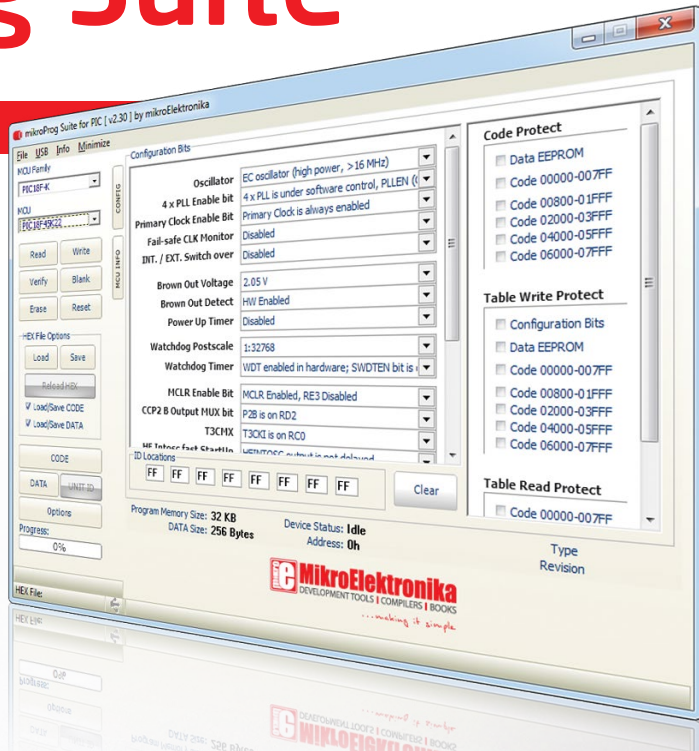 g Suite
mikroProg Suite for PIC [ v2.30 ] by mikroElektronika
File USB Info Minimize
MCU Family
PIC18F-K
MCU
PIC18F45K22
Read Write
Verify Blank
Erase Reset
HEX File Options
Load Save
Reload HEX
Load/Save CODE
Load/Save DATA
CODE
DATA UNIT ID
Options
Progress:
0%
HEX File:
CONFIG
MCU INFO
Configuration Bits
Oscillator EC oscillator (high power, >16 MHz)
4 x PLL Enable bit 4 x PLL is under software control, PLLEN (
Primary Clock Enable Bit Primary Clock is always enabled
Fail-safe CLK Monitor Disabled
INT. / EXT. Switch over Disabled
Brown Out Voltage 2.05 V
Brown Out Detect HW Enabled
Power Up Timer Disabled
Watchdog Postscale 1:32768
Watchdog Timer WDT enabled in hardware; SWDTEN bit is
MCLR Enable Bit MCLR Enabled, RE3 Disabled
CCP2 B Output MUX bit P2B is on RD2
T3CMX T3CKI is on RC0
HF Intosc fast StartUp HFINTOSC output is not delayed
ID Locations
FF FF FF FF FF FF FF FF Clear
Program Memory Size: 32 KB
DATA Size: 256 Bytes
Device Status: Idle
Address: 0h
Code Protect
Data EEPROM
Code 00000-007FF
Code 00800-01FFF
Code 02000-03FFF
Code 04000-05FFF
Code 06000-07FFF
Table Write Protect
Configuration Bits
Data EEPROM
Code 00000-007FF
Code 00800-01FFF
Code 02000-03FFF
Code 04000-05FFF
Code 06000-07FFF
Table Read Protect
Code 00000-007FF
Type
Revision
MikroElektronika
DEVELOPMENT TOOLS | COMPILERS | BOOKS
...making it simple